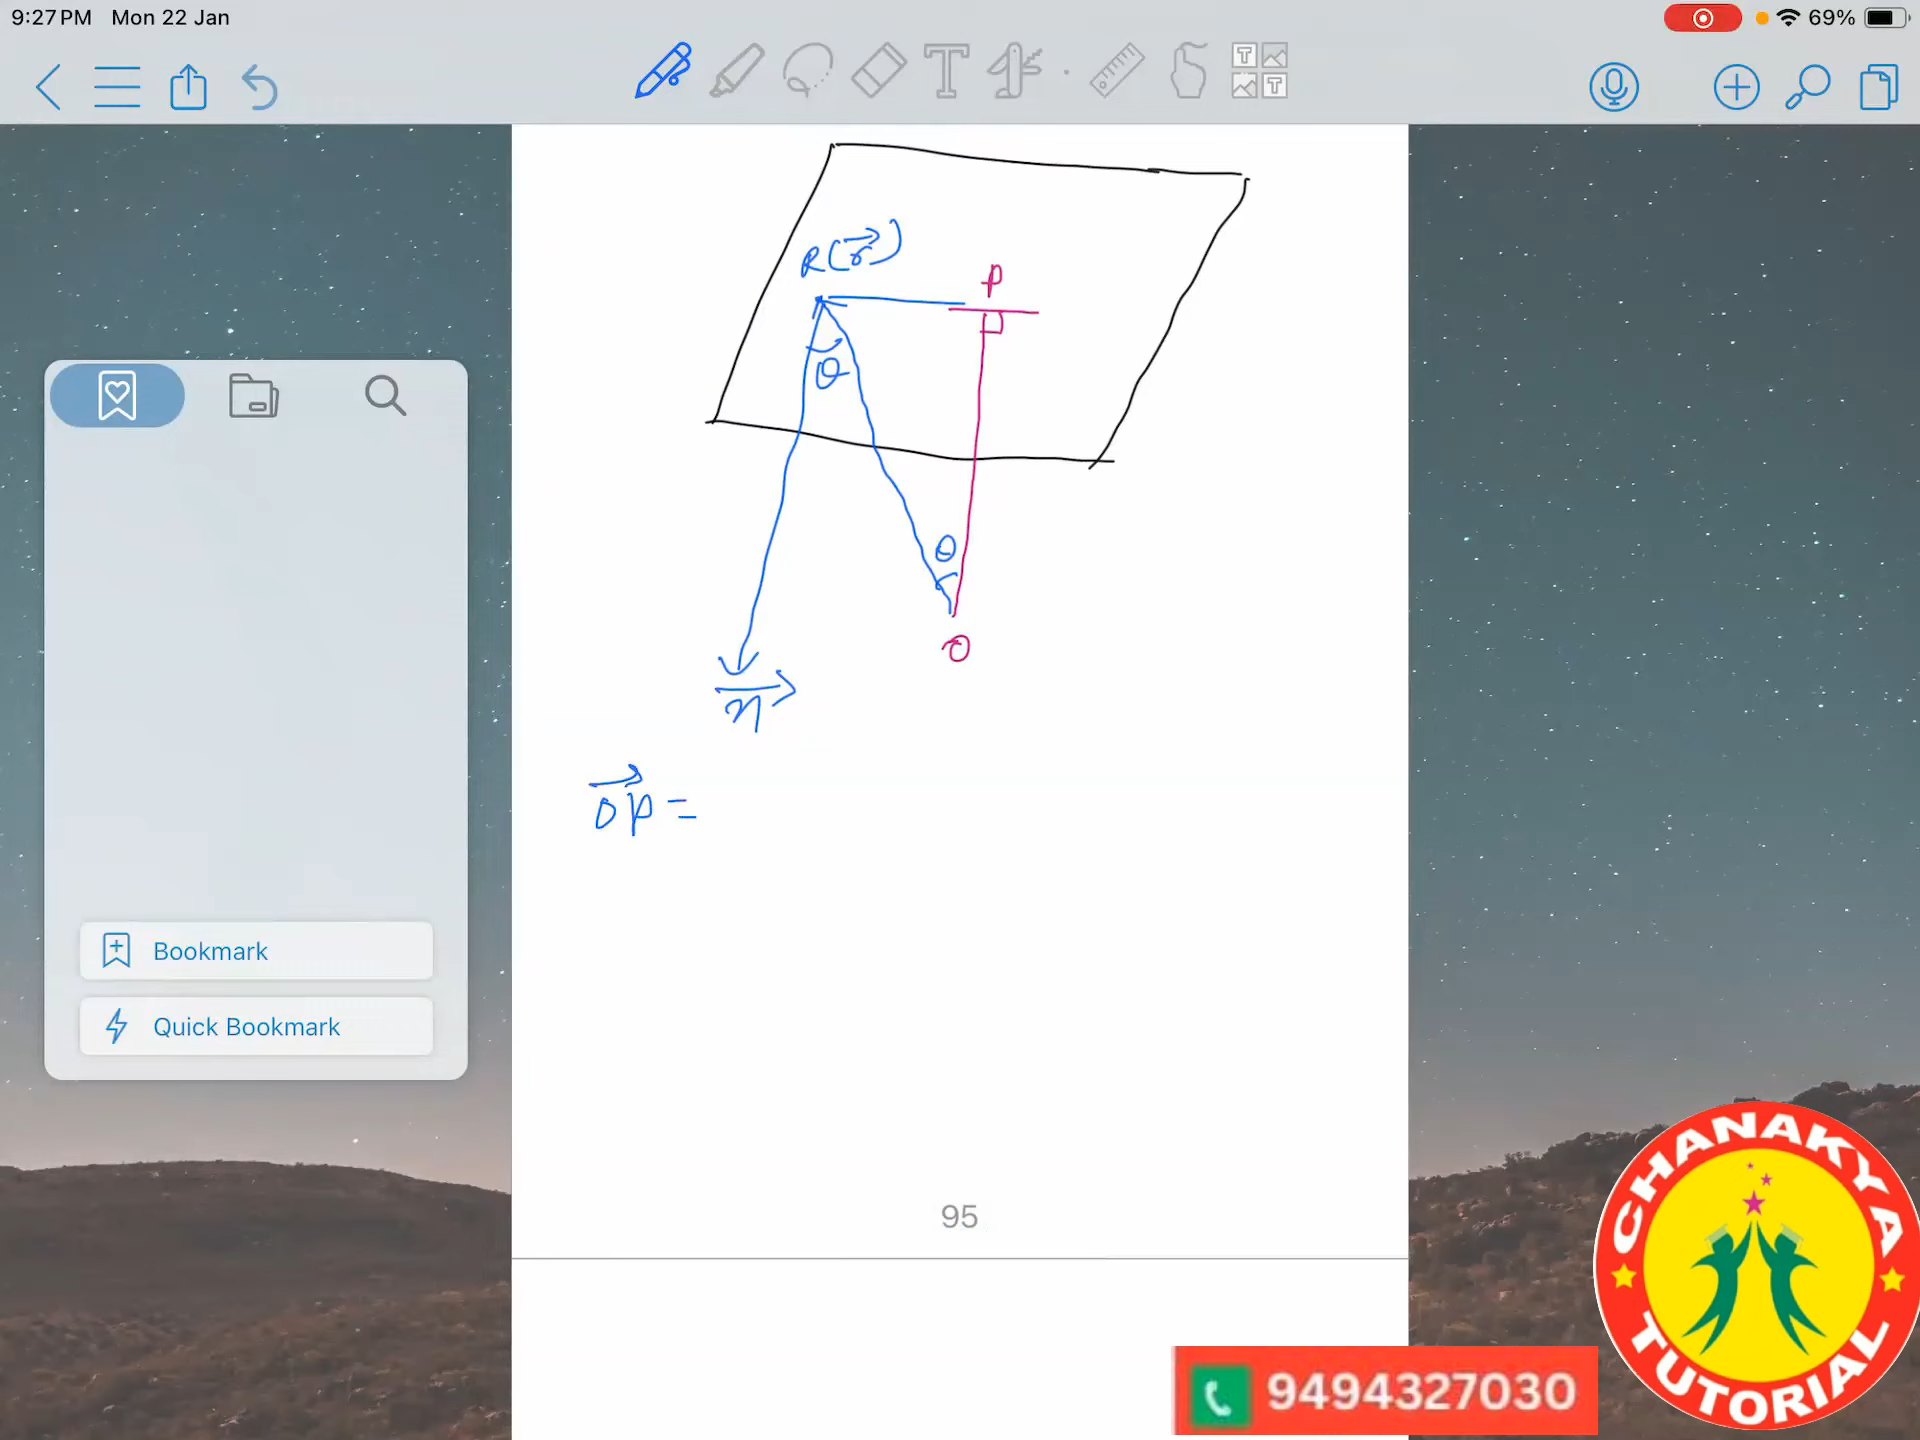 9:27 PM Mon 22 Jan
69%
T
T
T
R(r⃗)
P
θ
θ
O
n⃗
Bookmark
Quick Bookmark
OP⃗ =
95
CHANAKYA
TUTORIAL
9494327030